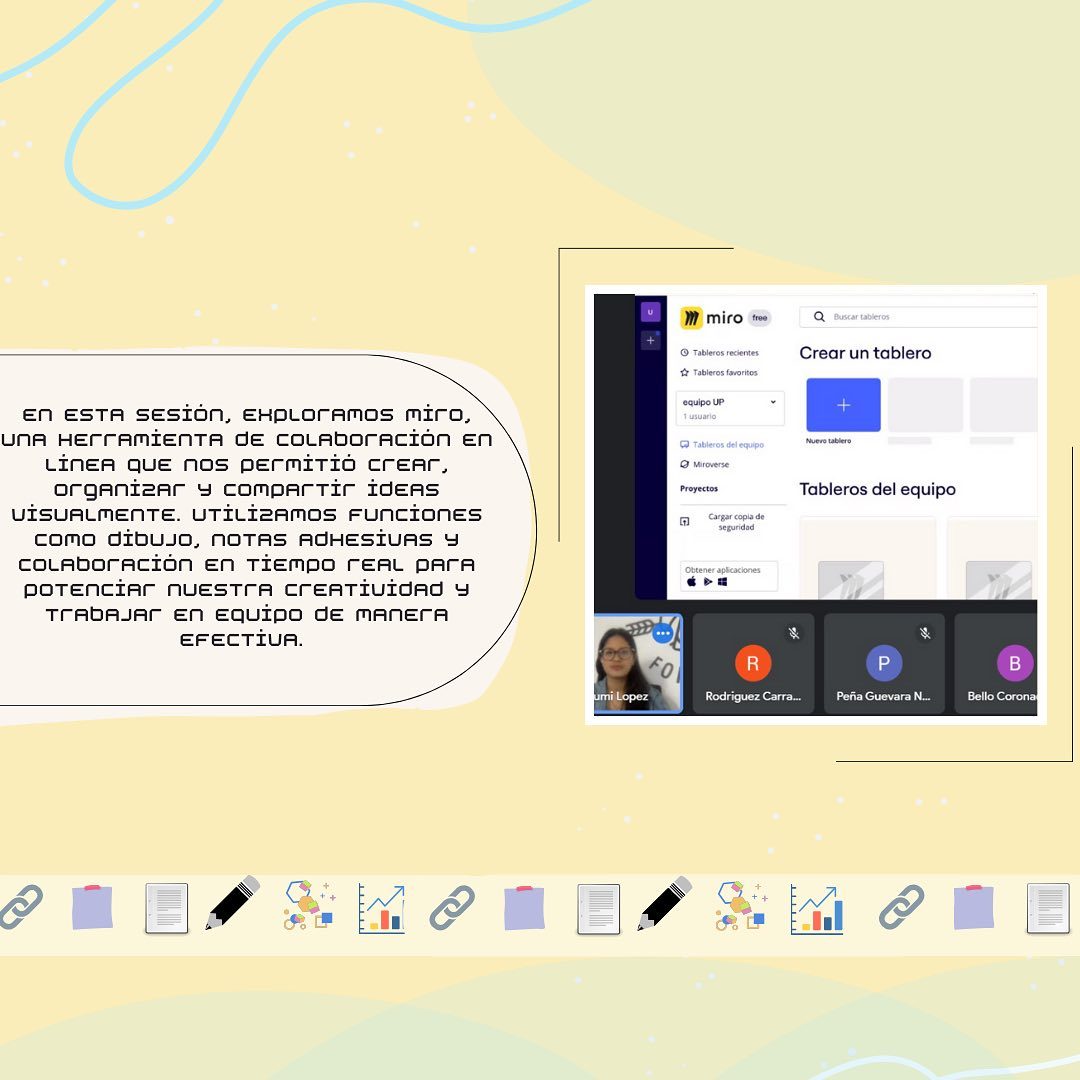 En esta sesión, exploramos Miro,
una herramienta de colaboración en
línea que nos permitió crear,
organizar y compartir ideas
visualmente. Utilizamos funciones
como dibujo, notas adhesivas y
colaboración en tiempo real para
potenciar nuestra creatividad y
trabajar en equipo de manera
efectiva.
U
miro free
Buscar tableros
Tableros recientes
Tableros favoritos
equipo UP
1 usuario
Tableros del equipo
Miroverse
Proyectos
Cargar copia de
seguridad
Obtener aplicaciones
Crear un tablero
Nuevo tablero
Tableros del equipo
FO
umi Lopez
R
Rodriguez Carra...
P
Peña Guevara N...
B
Bello Corona